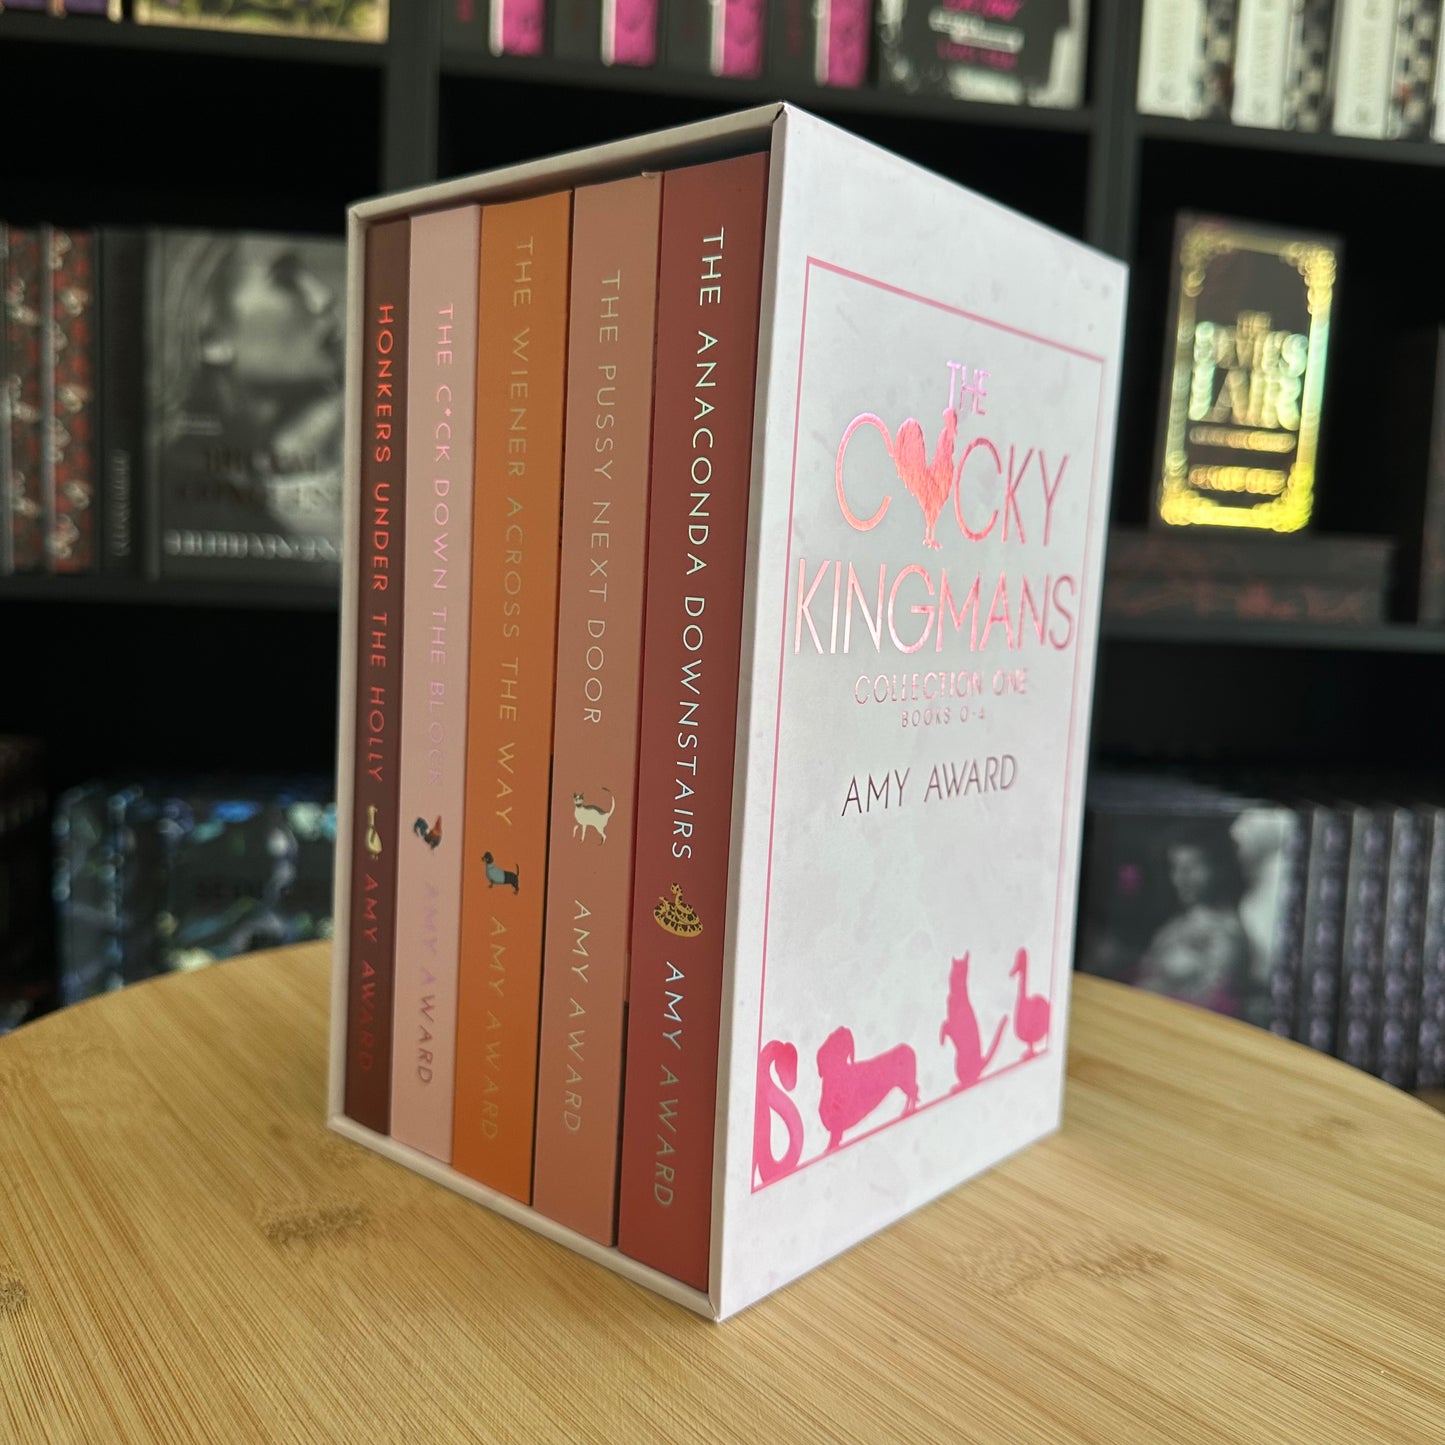 HONKERS UNDER THE HOLLY AMY AWARD
THE C*CK DOWN THE BLOCK AMY AWARD
THE WIENER ACROSS THE WAY AMY AWARD
THE PUSSY NEXT DOOR AMY AWARD
THE ANACONDA DOWNSTAIRS AMY AWARD
THE
COCKY
KINGMANS
COLLECTION ONE
BOOKS 0-4
AMY AWARD